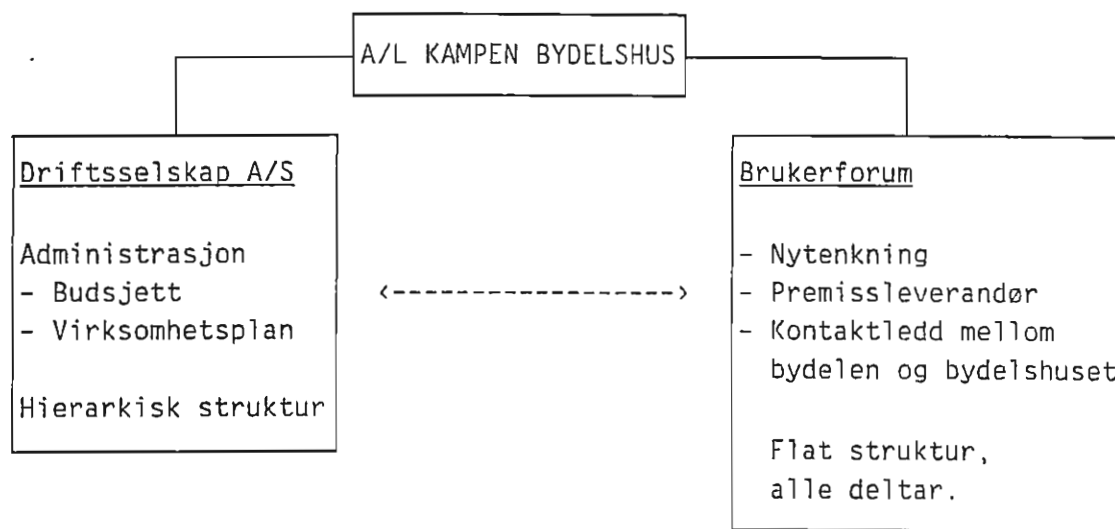 A/L KAMPEN BYDELSHUS
Driftsselskap A/S
Administrasjon
- Budsjett
- Virksomhetsplan
Hierarkisk struktur
<-------------------->
Brukerforum
- Nytenkning
- Premissleverandør
- Kontaktledd mellom
bydelen og bydelshuset
Flat struktur,
alle deltar.